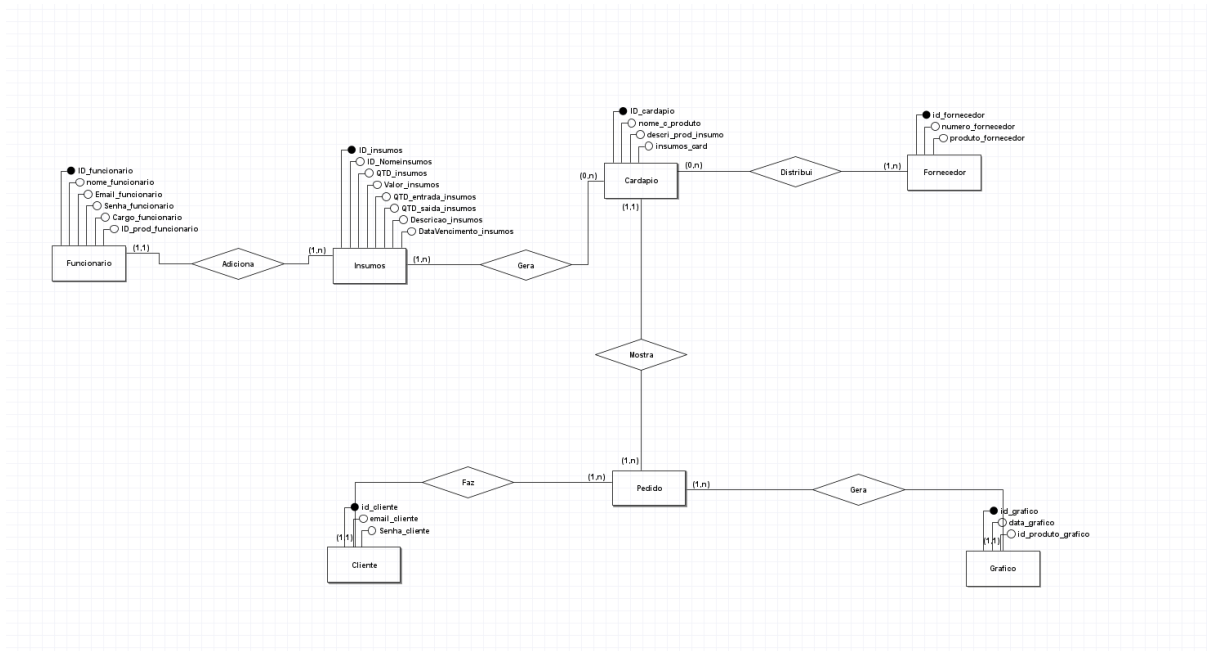 ID_cardapio
nome_c_produto
descri_prod_insumo
insumos_card
(0,n)
Cardapio
(0,n)
(1,1)
Distribui
id_fornecedor
numero_fornecedor
produto_fornecedor
(1,n)
Fornecedor
ID_funcionario
nome_funcionario
Email_funcionario
Senha_funcionario
Cargo_funcionario
ID_prod_funcionario
(1,1)
Funcionario
Adiciona
ID_insumos
ID_Nomeinsumos
QTD_insumos
Valor_insumos
QTD_entrada_insumos
QTD_saida_insumos
Descricao_insumos
DataVencimento_insumos
(1,n)
Insumos
(1,n)
Gera
Mostra
(1,n)
Faz
(1,n)
Pedido
(1,n)
Gera
id_cliente
email_cliente
Senha_cliente
(1,1)
Cliente
id_grafico
data_grafico
id_produto_grafico
(1,1)
Grafico